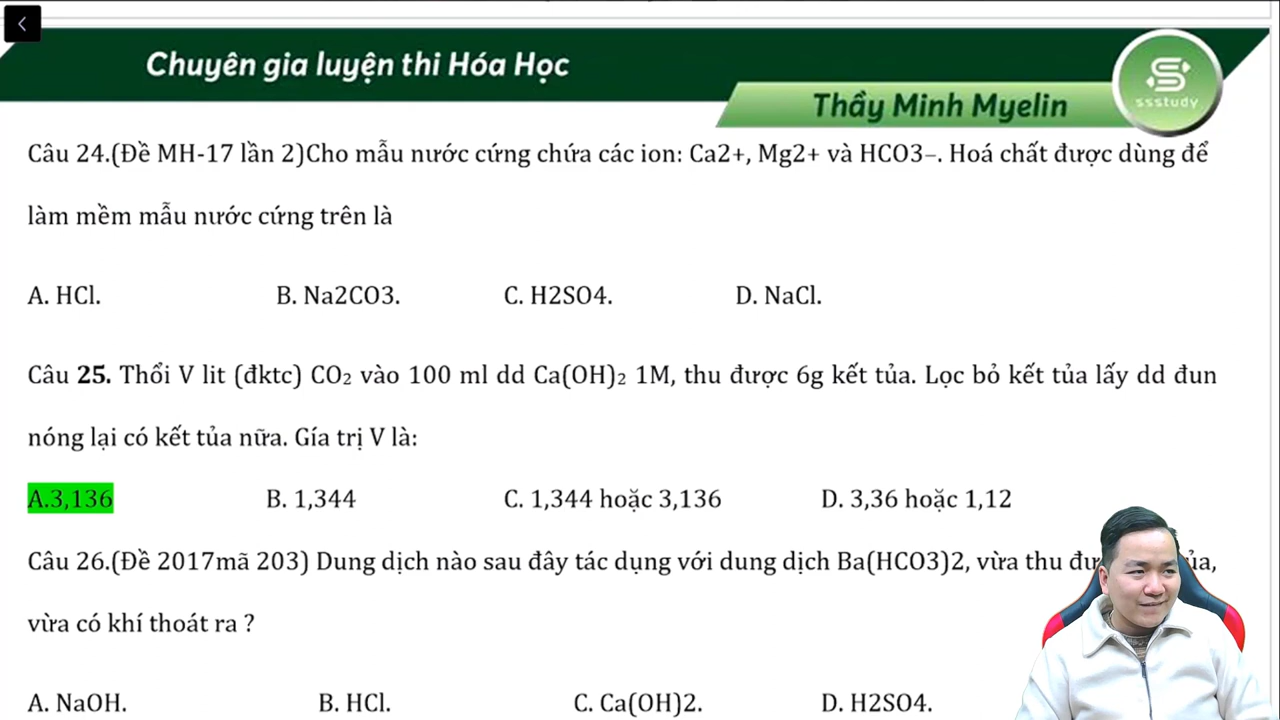 Chuyên gia luyện thi Hóa Học
ssstudy
Thầy Minh Myelin
Câu 24.(Đề MH-17 lần 2)Cho mẫu nước cứng chứa các ion: Ca2+, Mg2+ và HCO3–. Hoá chất được dùng để
làm mềm mẫu nước cứng trên là
A. HCl. B. Na2CO3. C. H2SO4. D. NaCl.
Câu 25. Thổi V lit (đktc) CO₂ vào 100 ml dd Ca(OH)₂ 1M, thu được 6g kết tủa. Lọc bỏ kết tủa lấy dd đun
nóng lại có kết tủa nữa. Gía trị V là:
A.3,136 B. 1,344 C. 1,344 hoặc 3,136 D. 3,36 hoặc 1,12
Câu 26.(Đề 2017mã 203) Dung dịch nào sau đây tác dụng với dung dịch Ba(HCO3)2, vừa thu
vừa có khí thoát ra ?
A. NaOH. B. HCl. C. Ca(OH)2. D. H2SO4.